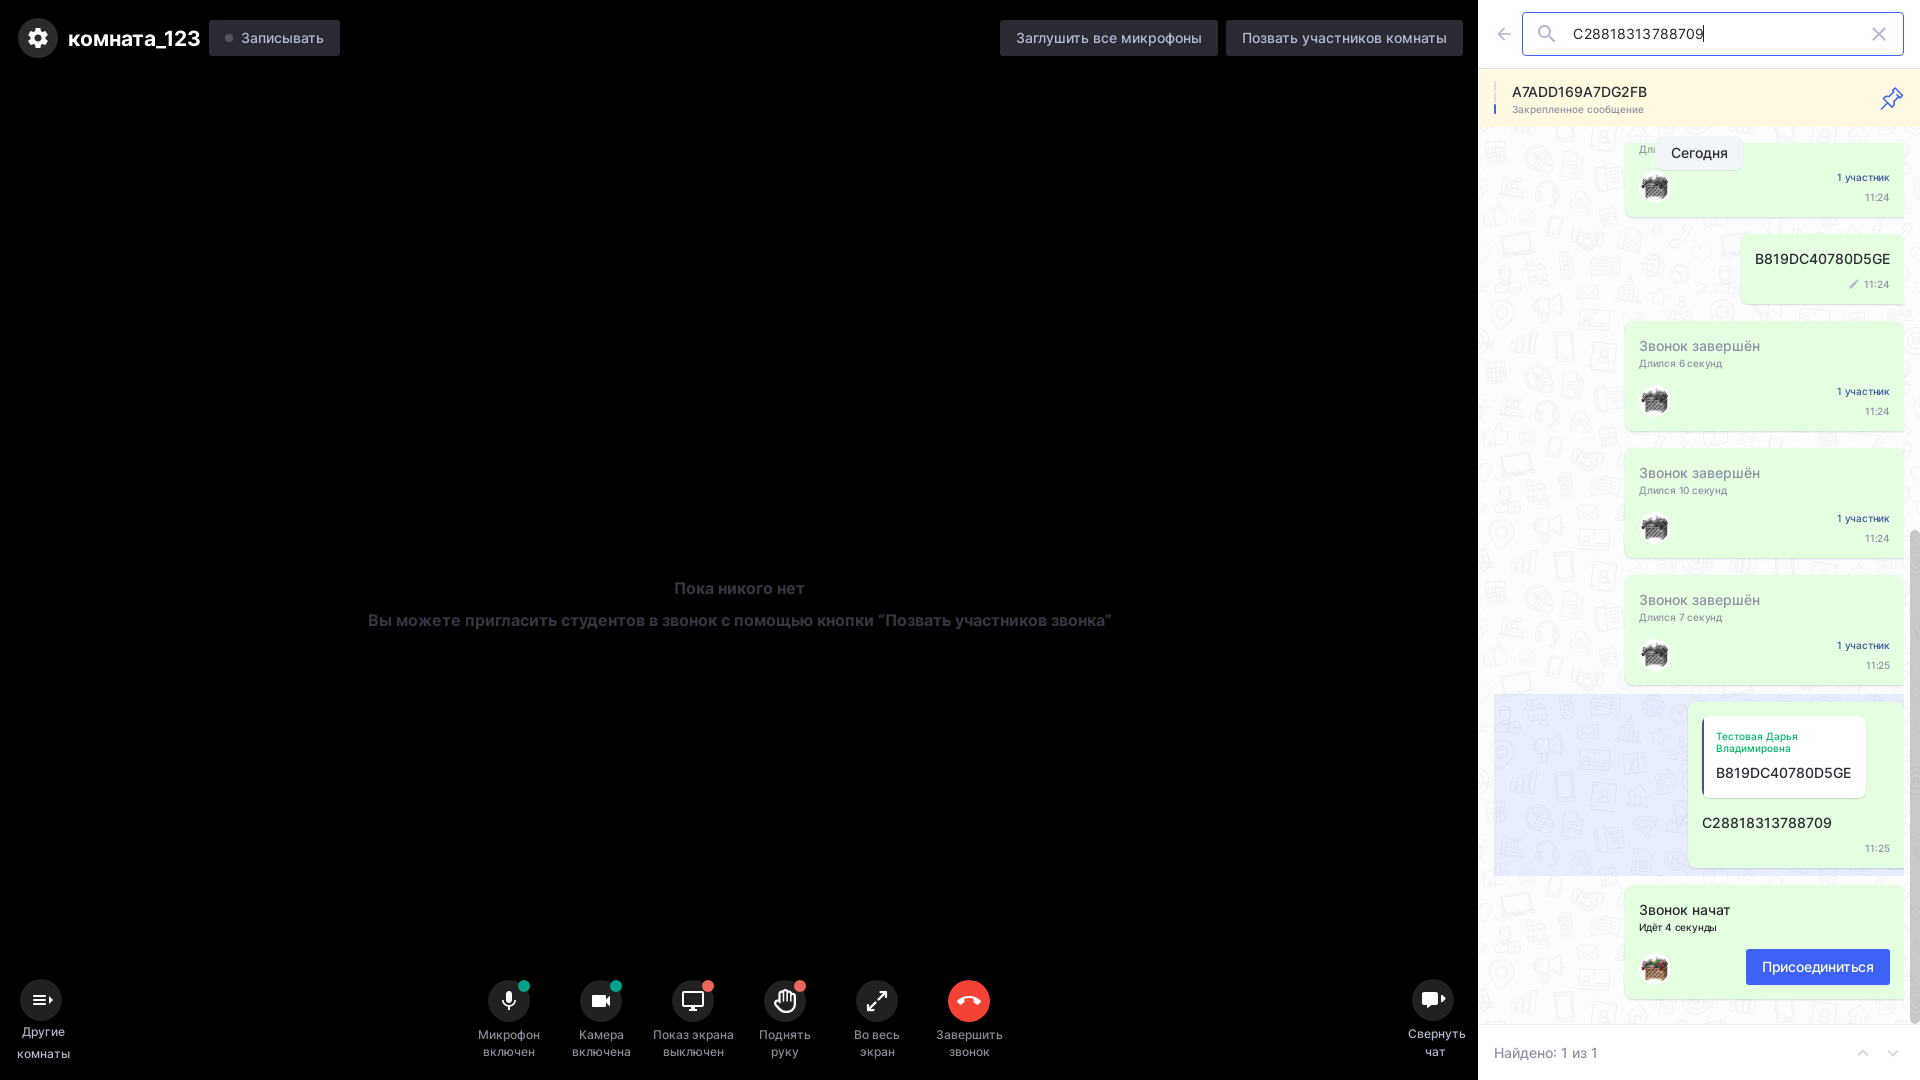 комната_123
Записывать
Заглушить все микрофоны
Позвать участников комнаты
Пока никого нет
Вы можете пригласить студентов в звонок с помощью кнопки “Позвать участников звонка”
Другие
комнаты
Микрофон
включен
Камера
включена
Показ экрана
выключен
Поднять
руку
Во весь
экран
Завершить
звонок
Свернуть
чат
C28818313788709
A7ADD169A7DG2FB
Закрепленное сообщение
Сегодня
1 участник
11:24
B819DC40780D5GE
11:24
Звонок завершён
Длился 6 секунд
1 участник
11:24
Звонок завершён
Длился 10 секунд
1 участник
11:24
Звонок завершён
Длился 7 секунд
1 участник
11:25
Тестовая Дарья
Владимировна
B819DC40780D5GE
C28818313788709
11:25
Звонок начат
Идёт 4 секунды
Присоединиться
Найдено: 1 из 1